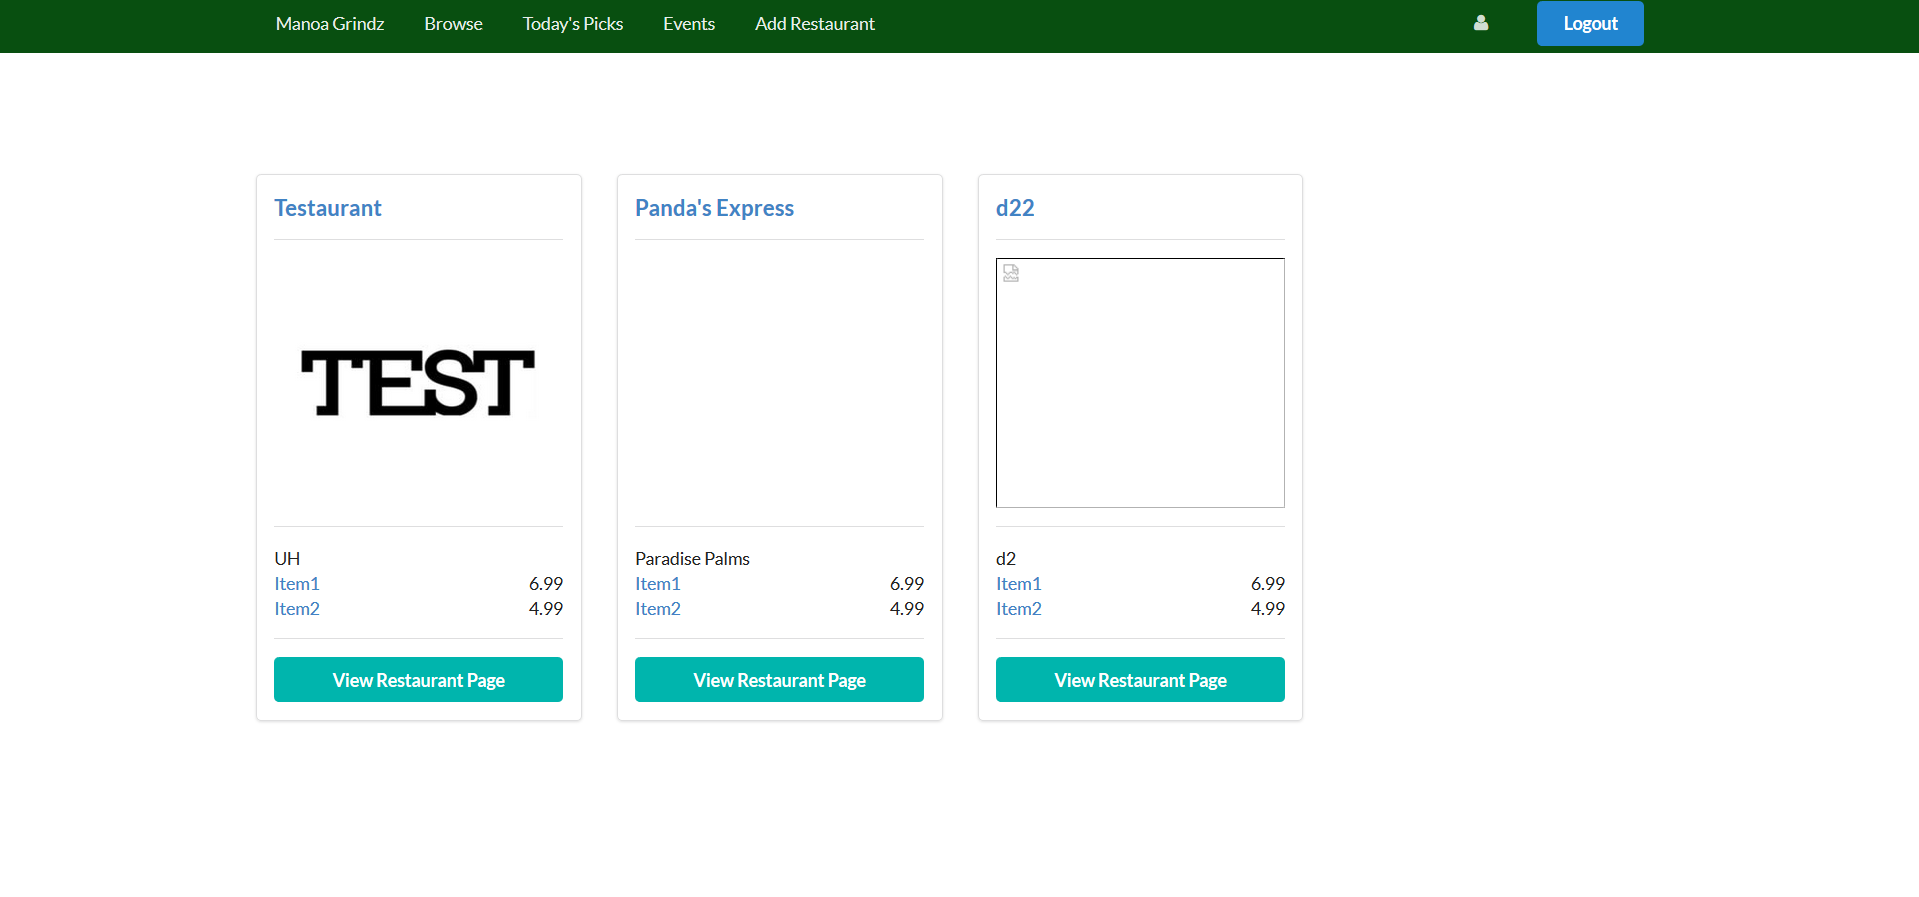 Manoa Grindz Browse Today's Picks Events Add Restaurant Logout
Testaurant
TEST
UH
Item1 6.99
Item2 4.99
View Restaurant Page
Panda's Express
Paradise Palms
Item1 6.99
Item2 4.99
View Restaurant Page
d22
d2
Item1 6.99
Item2 4.99
View Restaurant Page